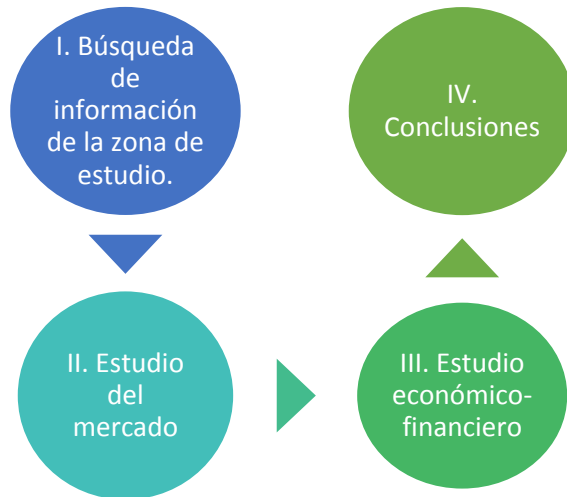 I. Búsqueda
de
información
de la zona de
estudio.
II. Estudio
del
mercado
III. Estudio
económico-
financiero
IV.
Conclusiones